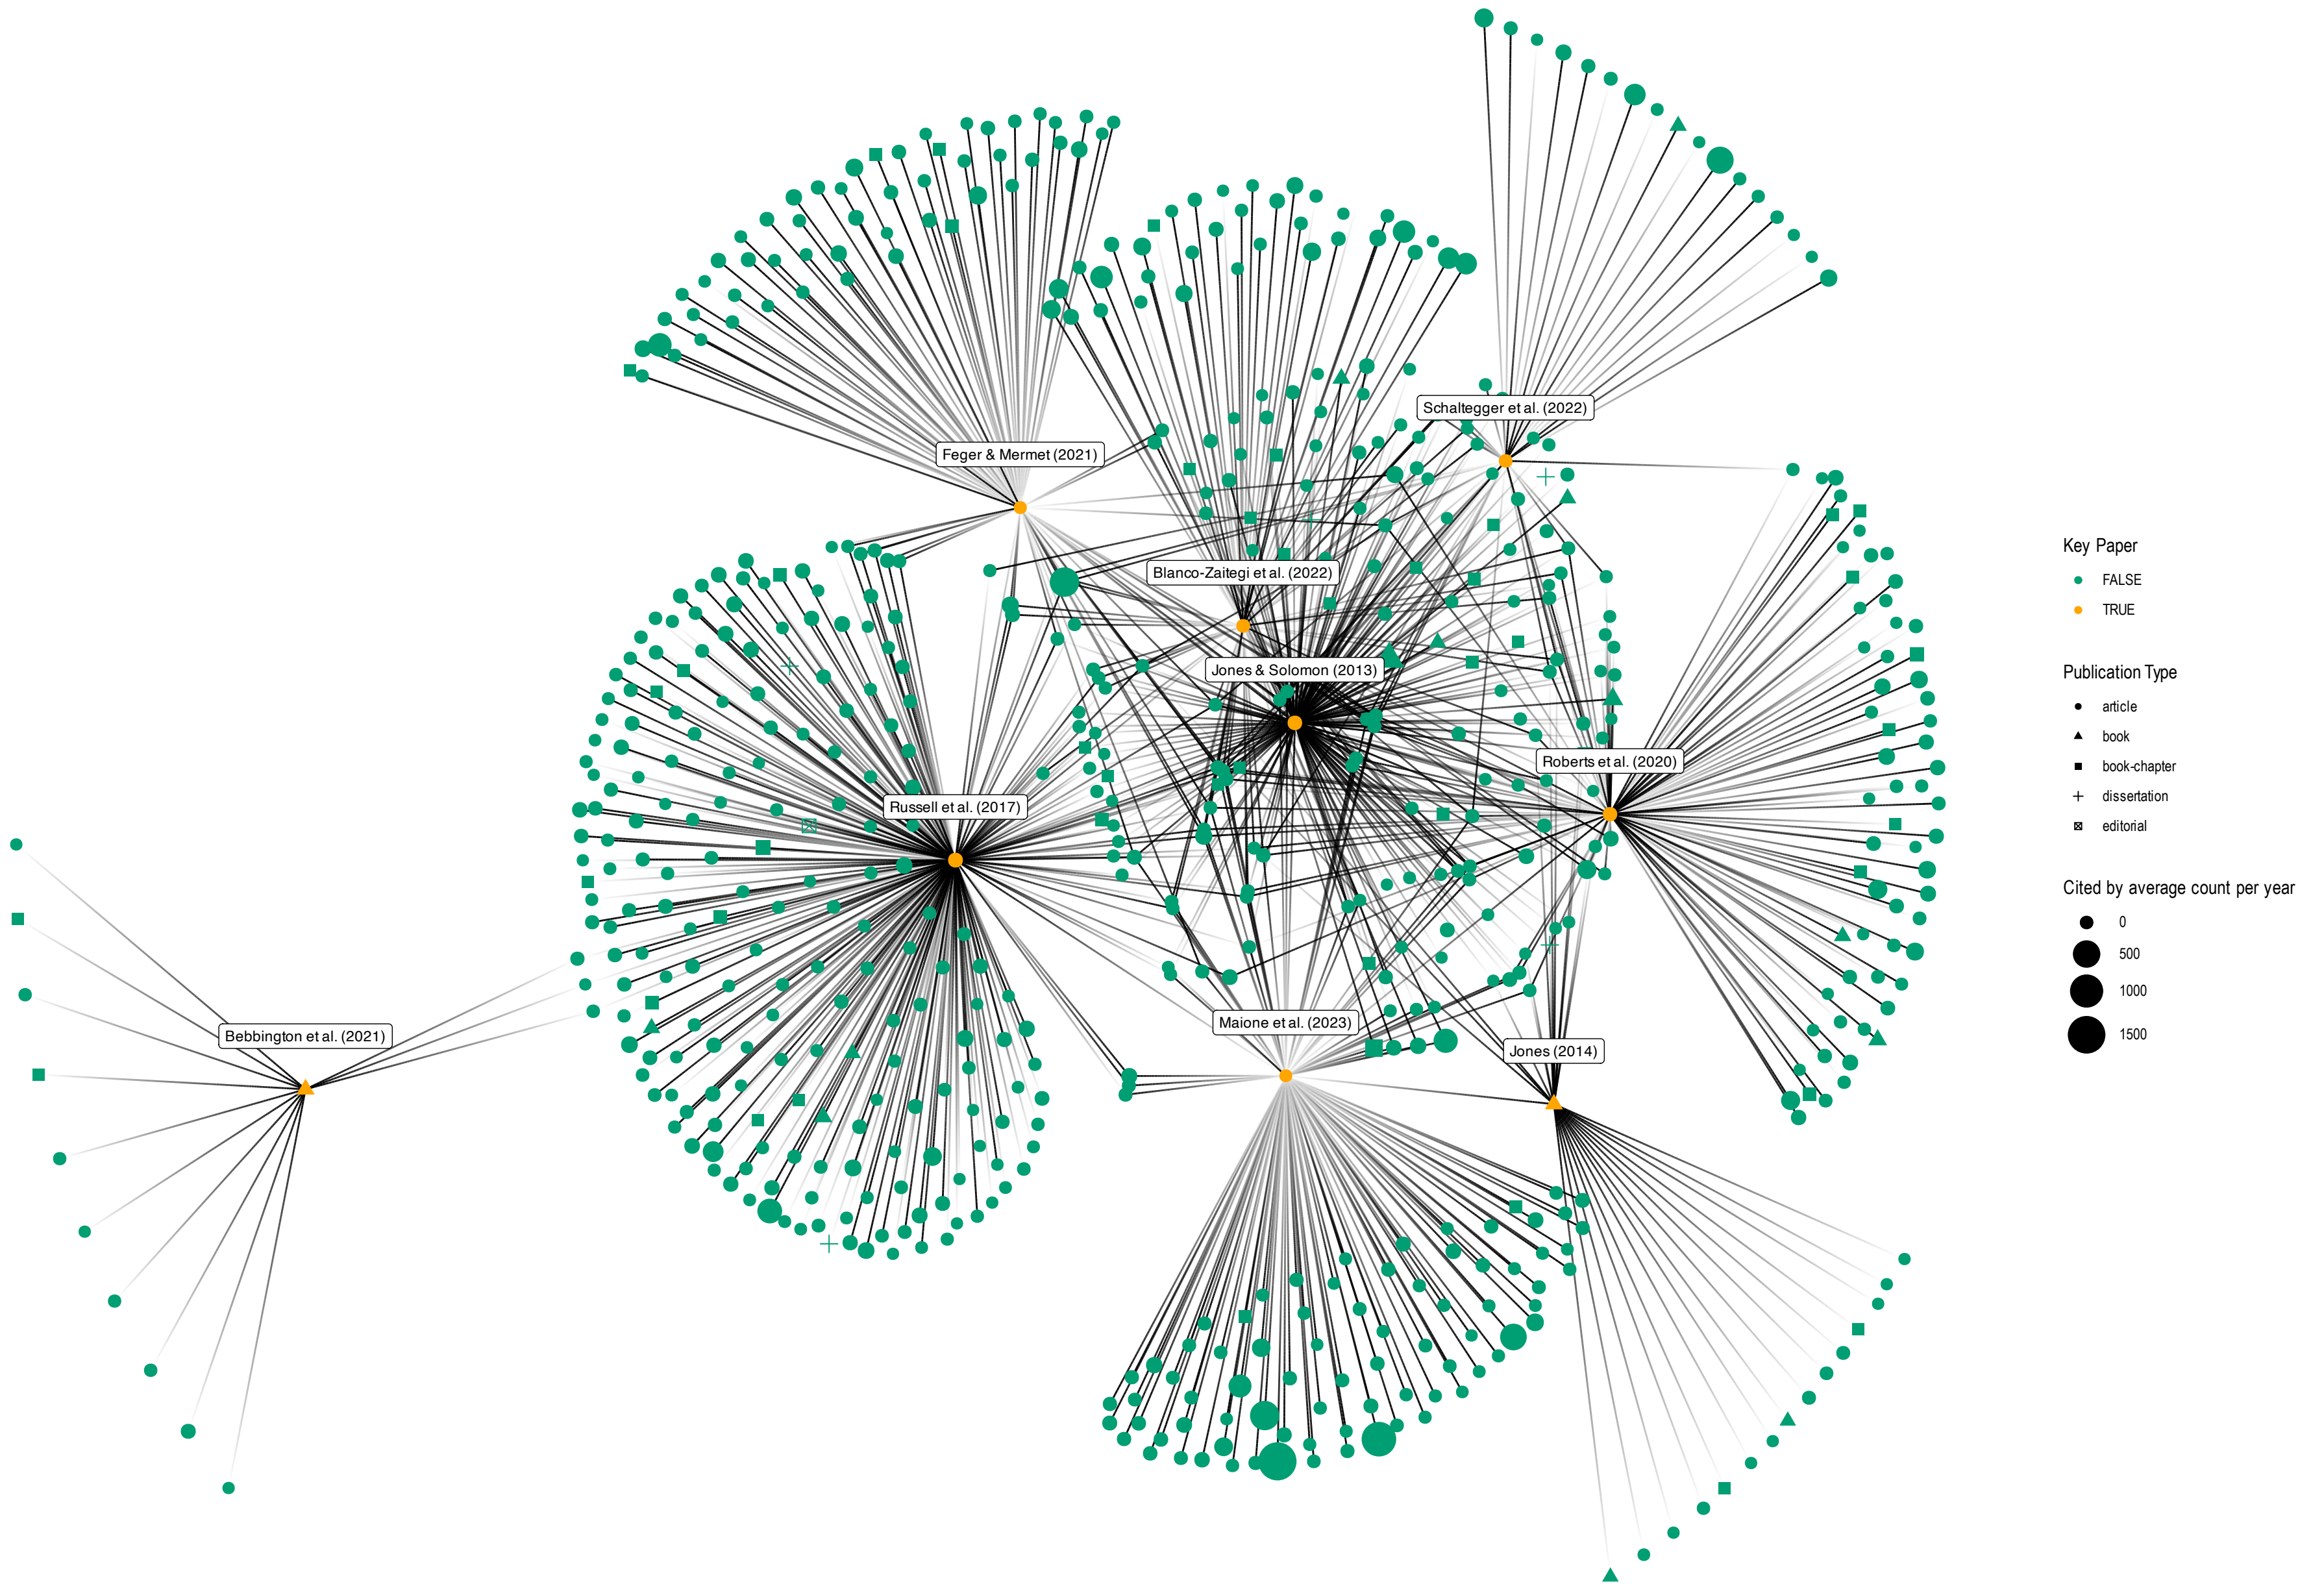 Schaltegger et al. (2022)
Feger & Mermet (2021)
Blanco-Zaitegi et al. (2022)
Jones & Solomon (2013)
Roberts et al. (2020)
Russell et al. (2017)
Maione et al. (2023)
Bebbington et al. (2021)
Jones (2014)
Key Paper
FALSE
TRUE
Publication Type
article
book
book-chapter
dissertation
editorial
Cited by average count per year
0
500
1000
1500